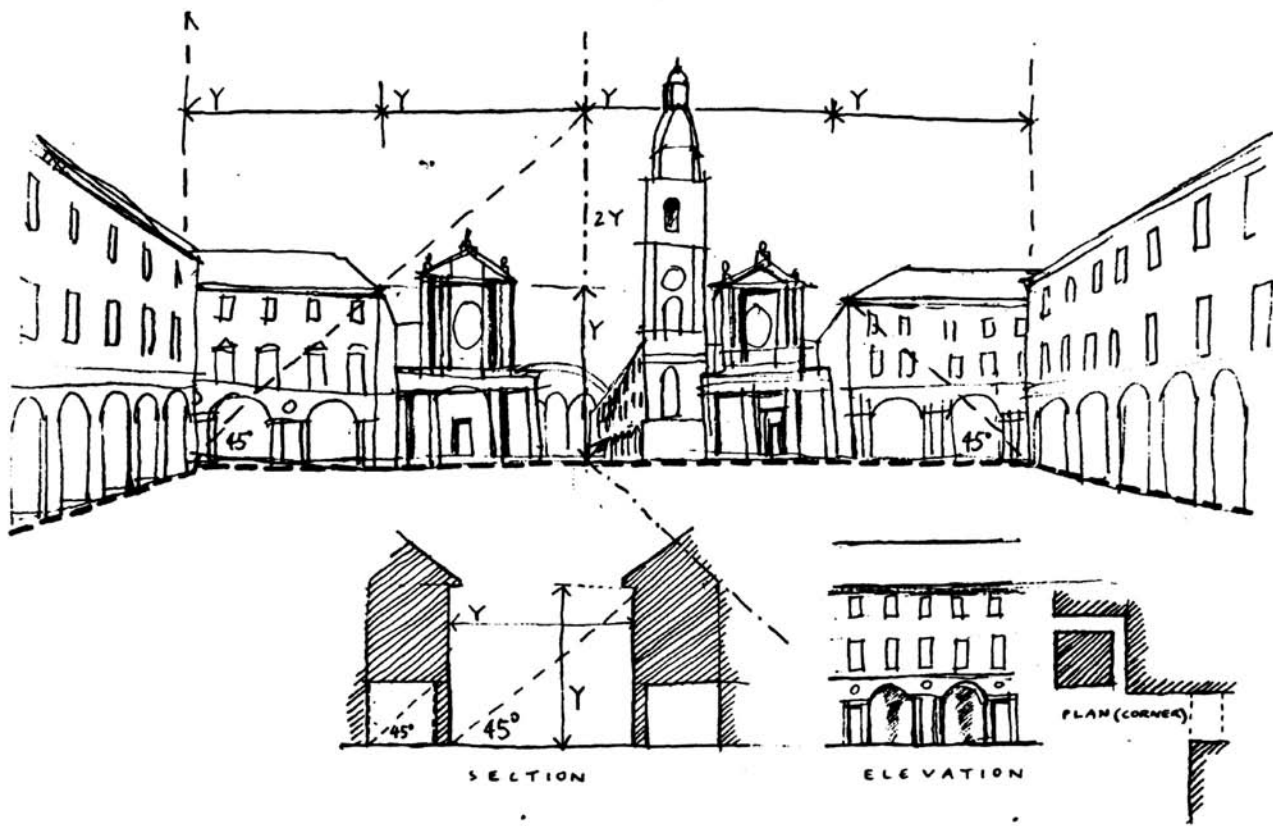 Y Y Y Y
2Y
Y
45° 45°
Y
Y
45° 45°
PLAN (CORNER)
SECTION ELEVATION